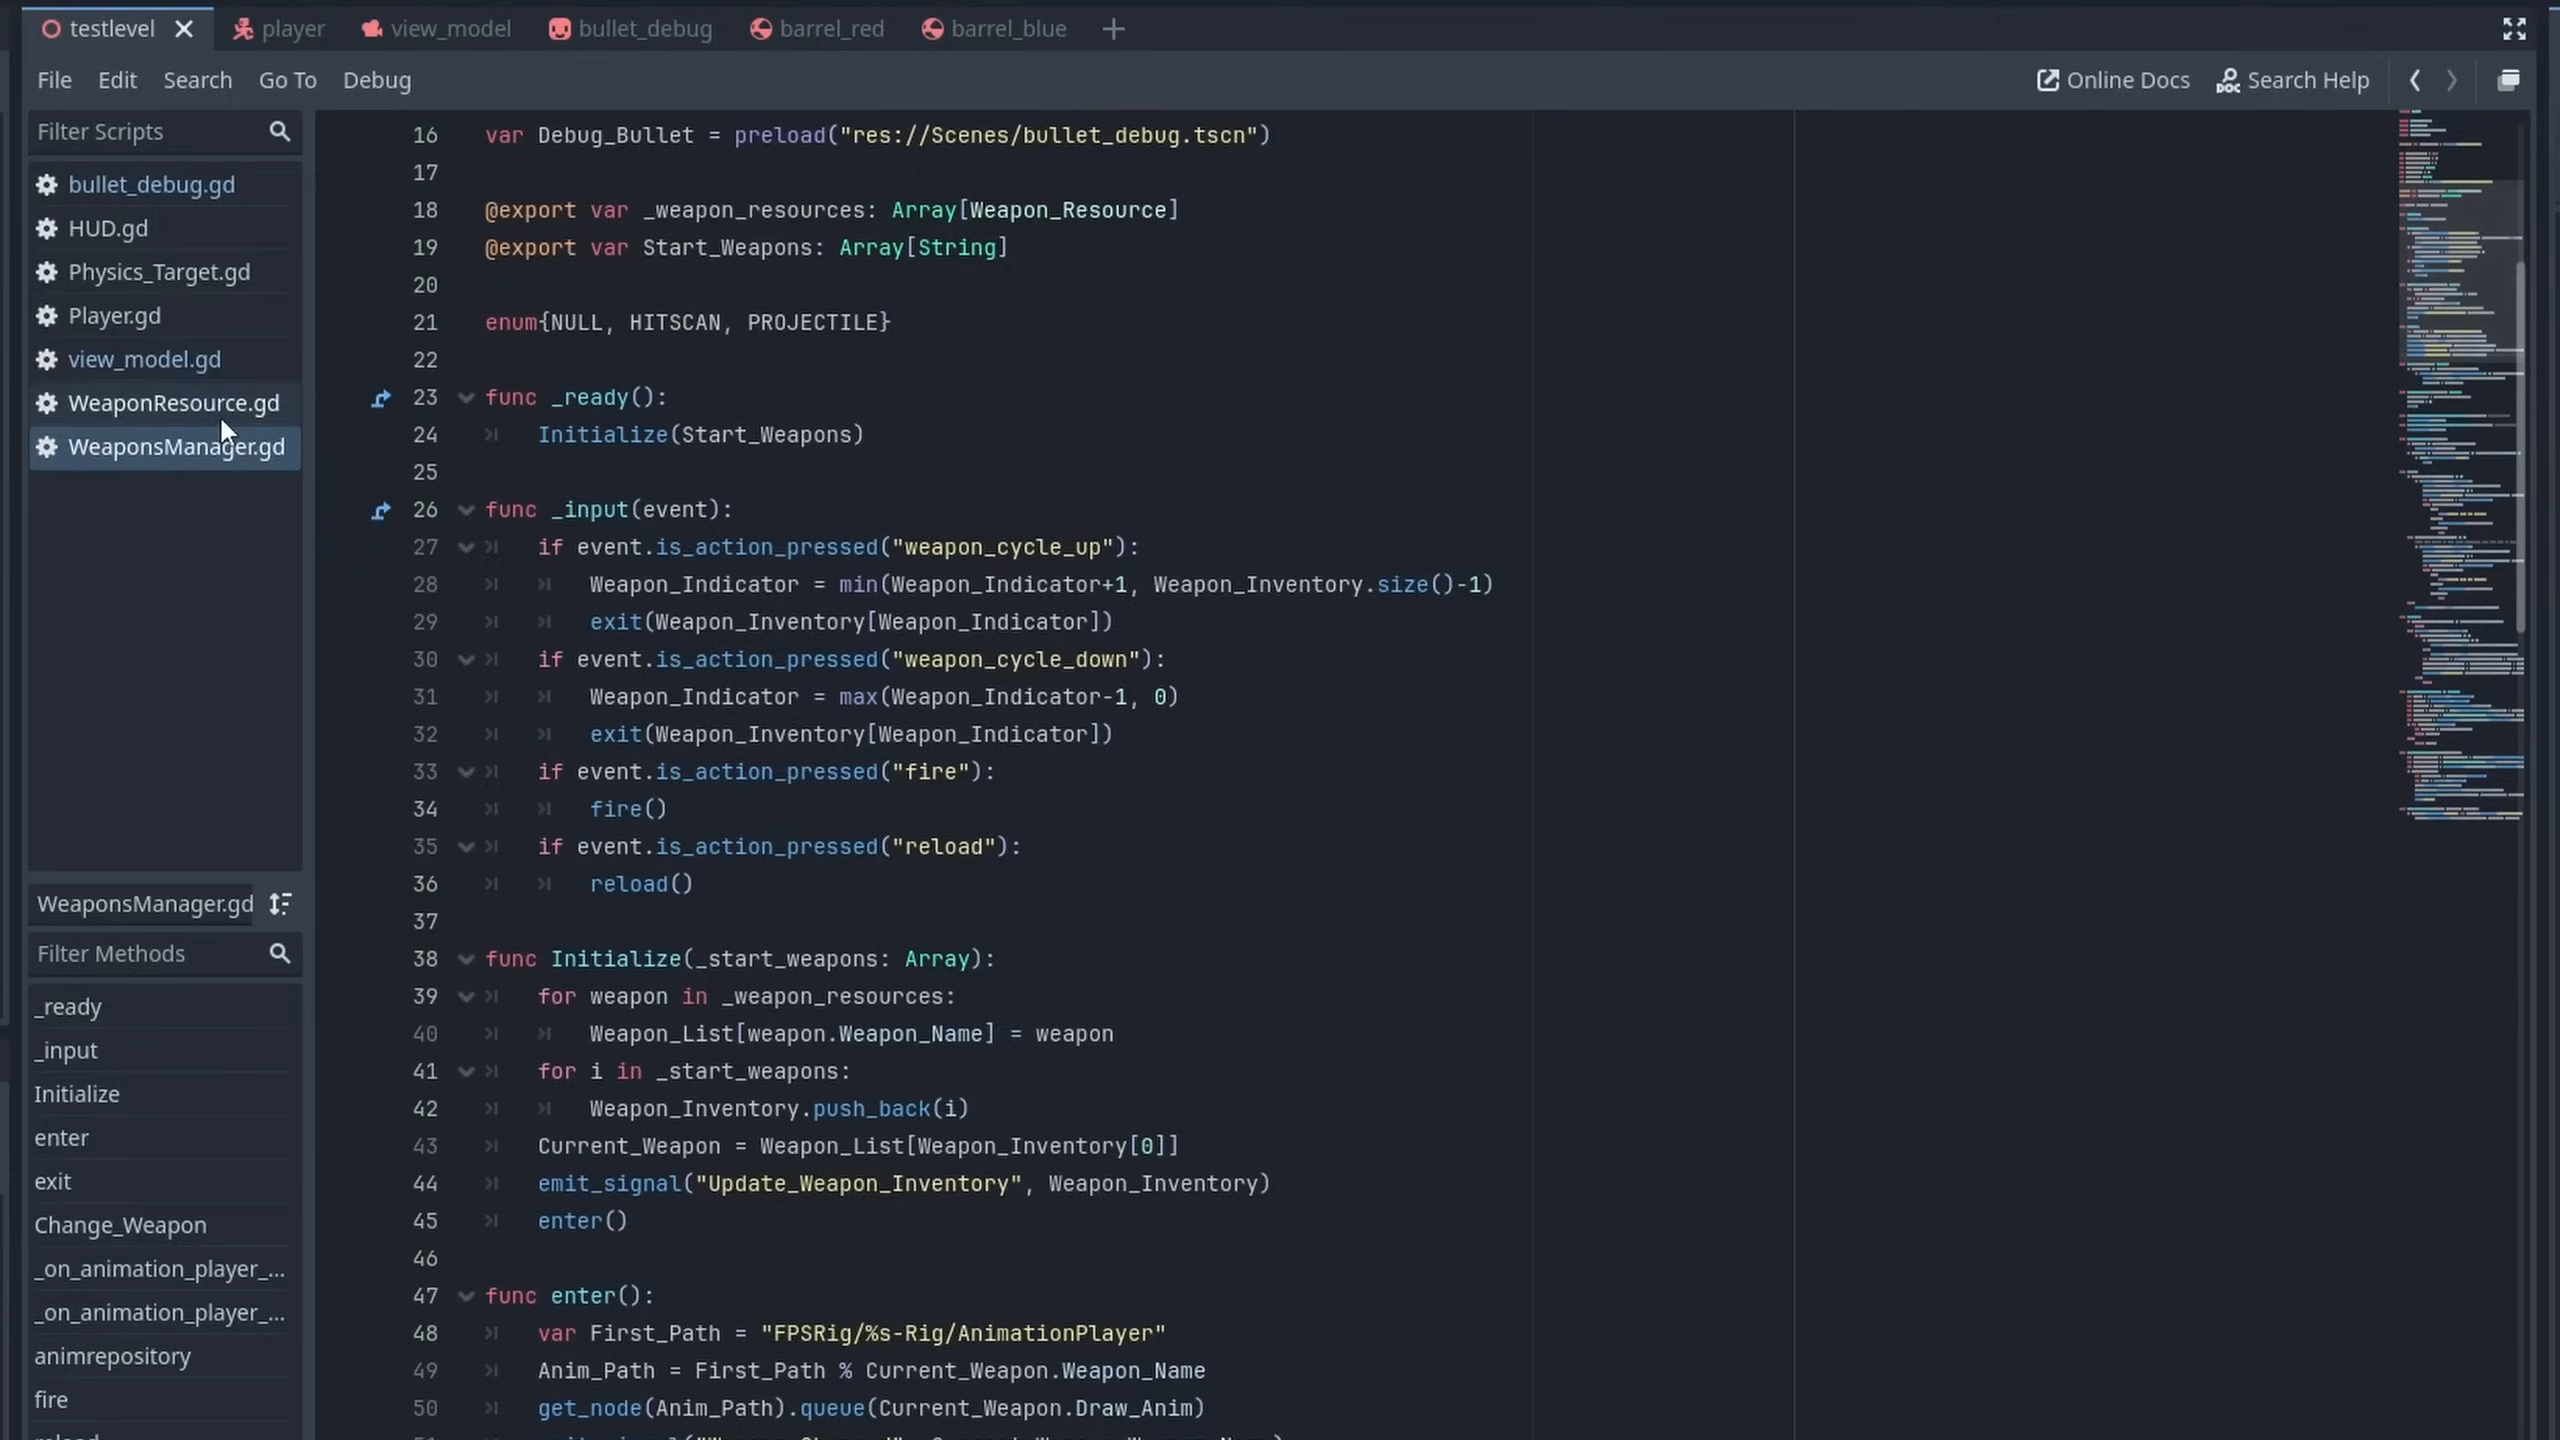 testlevel player view_model bullet_debug barrel_red barrel_blue
File Edit Search Go To Debug Online Docs Search Help
Filter Scripts
bullet_debug.gd
HUD.gd
Physics_Target.gd
Player.gd
view_model.gd
WeaponResource.gd
WeaponsManager.gd
WeaponsManager.gd
Filter Methods
_ready
_input
Initialize
enter
exit
Change_Weapon
_on_animation_player_...
_on_animation_player_...
animrepository
fire
16 var Debug_Bullet = preload("res://Scenes/bullet_debug.tscn")
17
18 @export var _weapon_resources: Array[Weapon_Resource]
19 @export var Start_Weapons: Array[String]
20
21 enum{NULL, HITSCAN, PROJECTILE}
22
23 func _ready():
24 Initialize(Start_Weapons)
25
26 func _input(event):
27 if event.is_action_pressed("weapon_cycle_up"):
28 Weapon_Indicator = min(Weapon_Indicator+1, Weapon_Inventory.size()-1)
29 exit(Weapon_Inventory[Weapon_Indicator])
30 if event.is_action_pressed("weapon_cycle_down"):
31 Weapon_Indicator = max(Weapon_Indicator-1, 0)
32 exit(Weapon_Inventory[Weapon_Indicator])
33 if event.is_action_pressed("fire"):
34 fire()
35 if event.is_action_pressed("reload"):
36 reload()
37
38 func Initialize(_start_weapons: Array):
39 for weapon in _weapon_resources:
40 Weapon_List[weapon.Weapon_Name] = weapon
41 for i in _start_weapons:
42 Weapon_Inventory.push_back(i)
43 Current_Weapon = Weapon_List[Weapon_Inventory[0]]
44 emit_signal("Update_Weapon_Inventory", Weapon_Inventory)
45 enter()
46
47 func enter():
48 var First_Path = "FPSRig/%s-Rig/AnimationPlayer"
49 Anim_Path = First_Path % Current_Weapon.Weapon_Name
50 get_node(Anim_Path).queue(Current_Weapon.Draw_Anim)